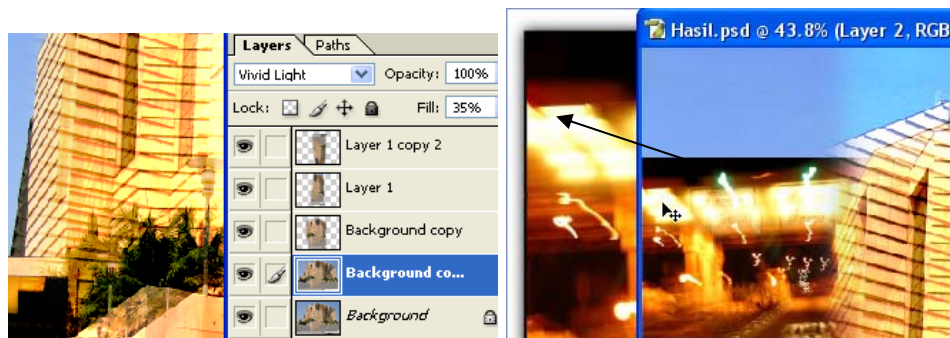 Layers Paths
Vivid Light Opacity: 100%
Lock: Fill: 35%
Layer 1 copy 2
Layer 1
Background copy
Background co...
Background
Hasil.psd @ 43.8% (Layer 2, RGB